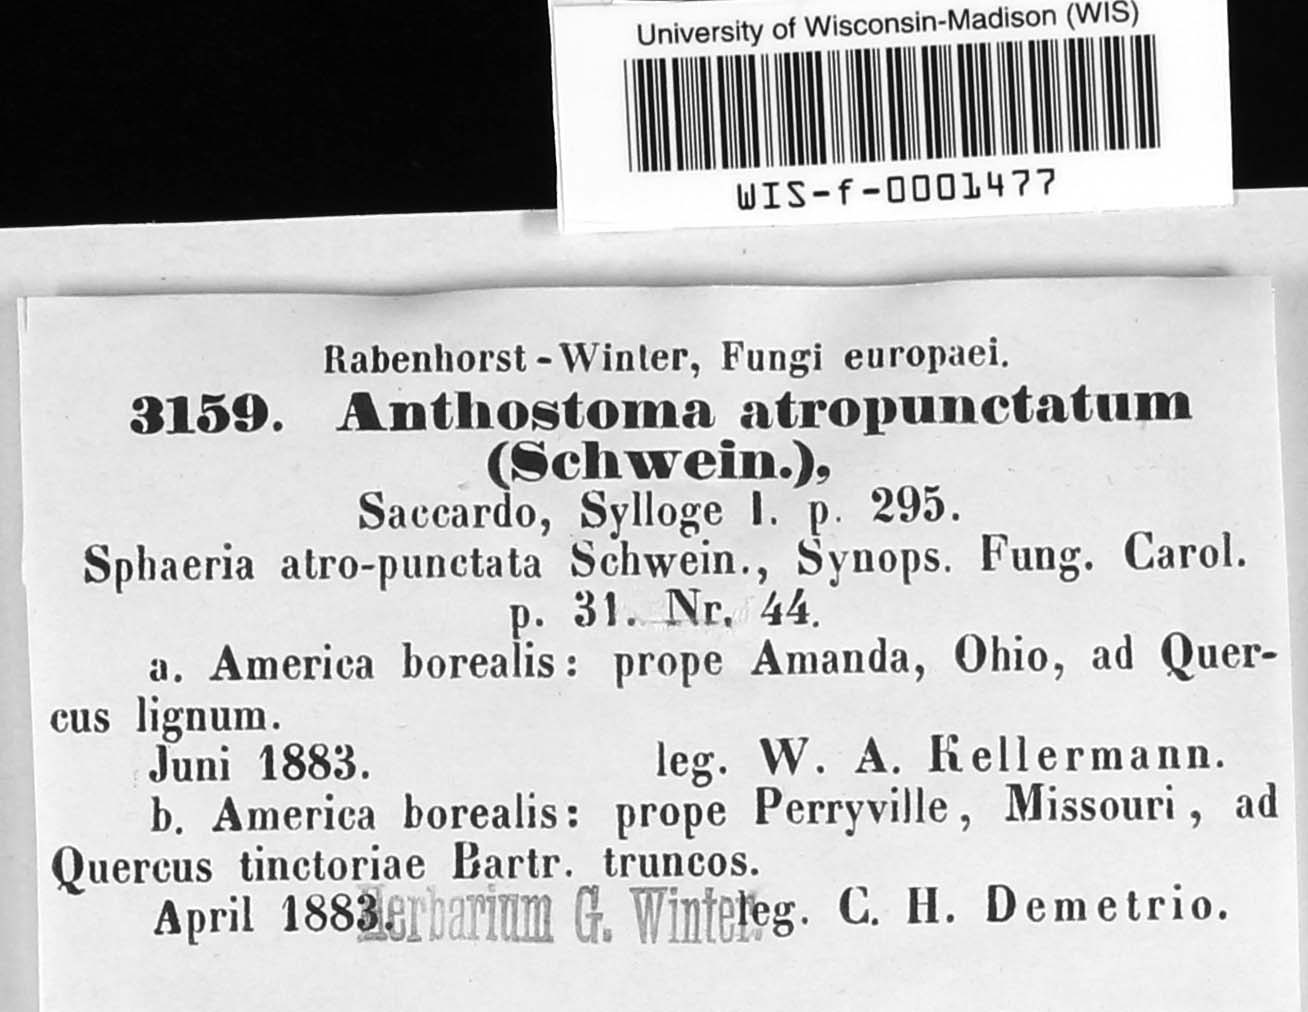 University of Wisconsin-Madison (WIS)
WIS-f-0001477
Rabenhorst - Winter, Fungi europaei.
3159. Anthostoma atropunctatum
(Schwein.),
Saccardo, Sylloge I. p. 295.
Sphaeria atro-punctata Schwein., Synops. Fung. Carol.
p. 31. Nr. 44.
a. America borealis: prope Amanda, Ohio, ad Quer-
cus lignum.
Juni 1883. leg. W. A. Kellermann.
b. America borealis: prope Perryville, Missouri, ad
Quercus tinctoriae Bartr. truncos.
April 1883. Herbarium G. Winter. leg. C. H. Demetrio.